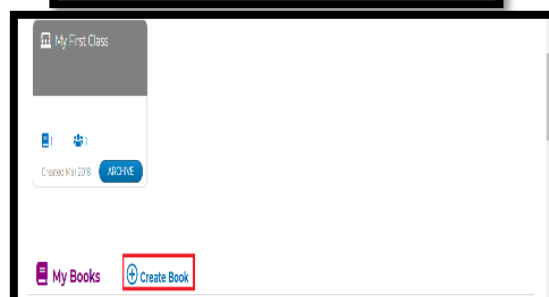 My First Class
1 1
Created Mar 2018 ARCHIVE
My Books Create Book